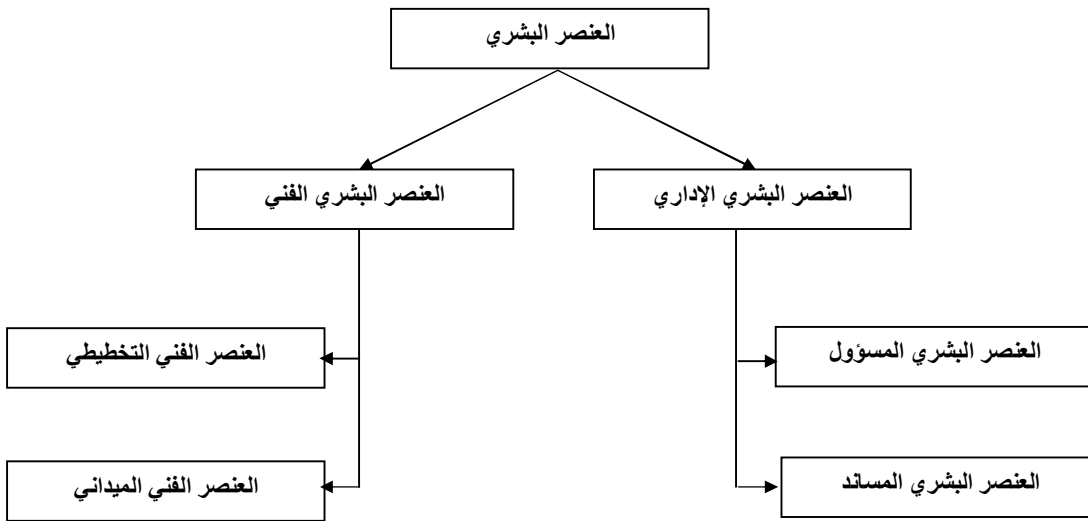 العنصر البشري
العنصر البشري الإداري
العنصر البشري الفني
العنصر البشري المسؤول
العنصر الفني التخطيطي
العنصر البشري المساند
العنصر الفني الميداني